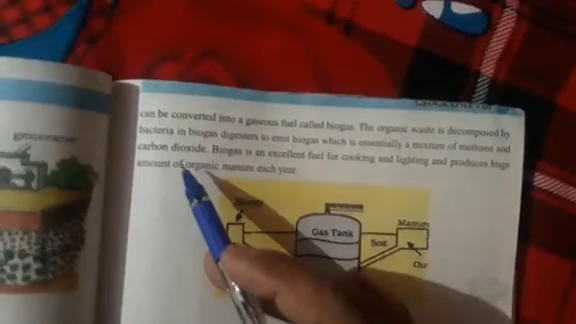 can be converted into a gaseous fuel called biogas. The organic waste is decomposed by
bacteria in biogas digesters to emit biogas which is essentially a mixture of methane and
carbon dioxide. Biogas is an excellent fuel for cooking and lighting and produces huge
amount of organic manure each year.
Slurry
Gas Tank
Manure
Soil
Out